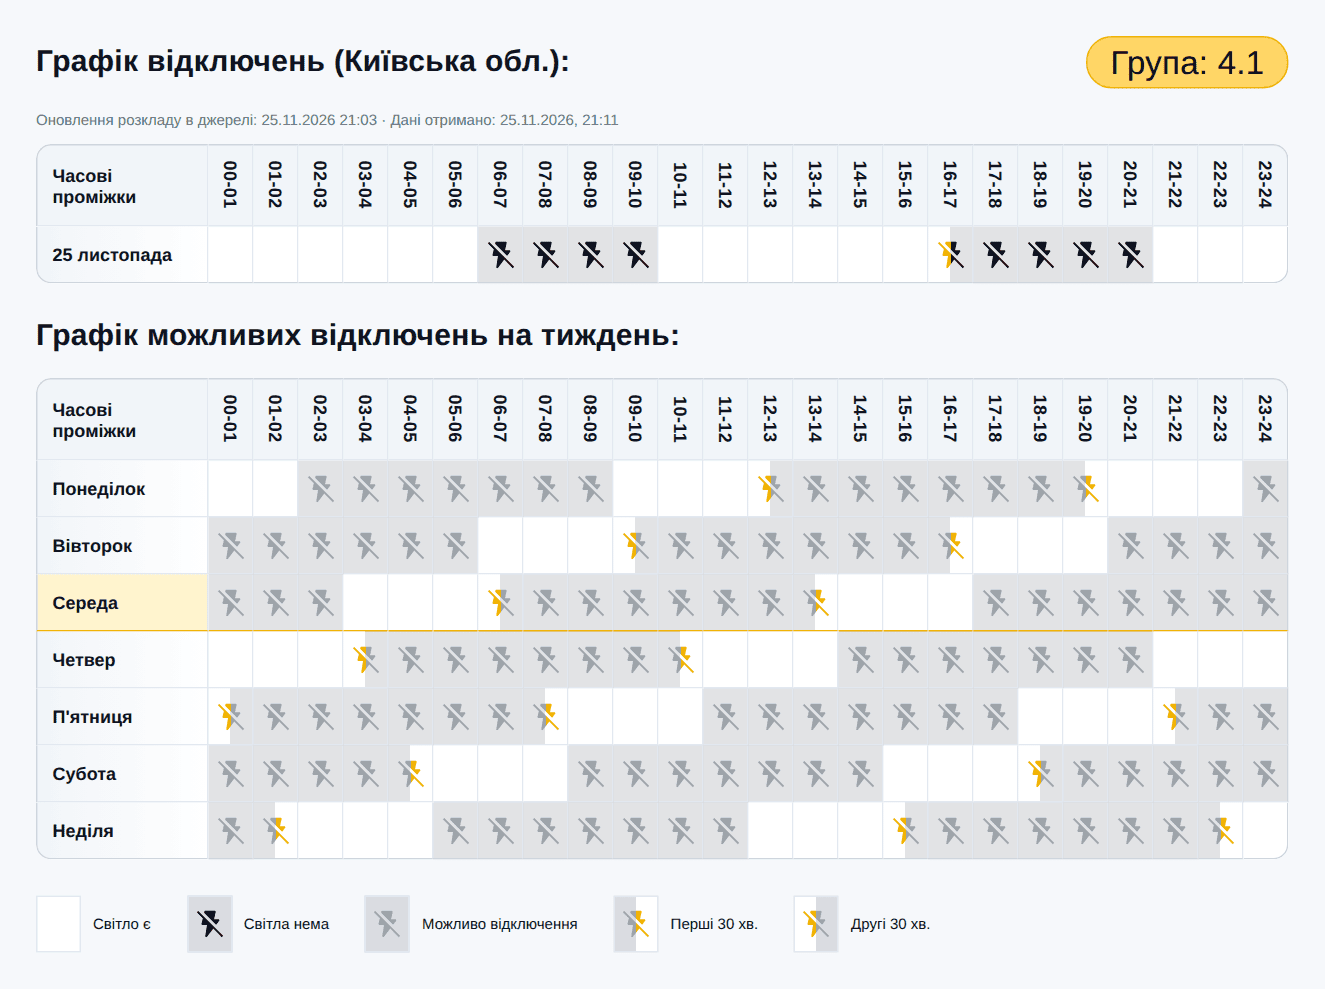 Графік відключень (Київська обл.):
Група: 4.1
Оновлення розкладу в джерелі: 25.11.2026 21:03 · Дані отримано: 25.11.2026, 21:11
Часові проміжки 00-01 01-02 02-03 03-04 04-05 05-06 06-07 07-08 08-09 09-10 10-11 11-12 12-13 13-14 14-15 15-16 16-17 17-18 18-19 19-20 20-21 21-22 22-23 23-24
25 листопада
Графік можливих відключень на тиждень:
Часові проміжки 00-01 01-02 02-03 03-04 04-05 05-06 06-07 07-08 08-09 09-10 10-11 11-12 12-13 13-14 14-15 15-16 16-17 17-18 18-19 19-20 20-21 21-22 22-23 23-24
Понеділок
Вівторок
Середа
Четвер
П'ятниця
Субота
Неділя
Світло є Світла нема Можливо відключення Перші 30 хв. Другі 30 хв.